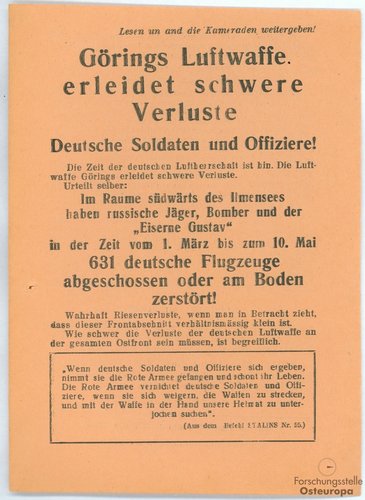 Lesen un and die Kameraden weitergeben!
Görings Luftwaffe.
erleidet schwere
Verluste
Deutsche Soldaten und Offiziere!
Die Zeit der deutschen Luftherrschaft ist hin. Die Luft-
waffe Görings erleidet schwere Verluste.
Urteilt selber:
Im Raume südwärts des Ilmensees
haben russische Jäger, Bomber und der
„Eiserne Gustav"
in der Zeit vom 1. März bis zum 10. Mai
631 deutsche Flugzeuge
abgeschossen oder am Boden
zerstört!
Wahrhaft Riesenverluste, wenn man in Betracht zieht,
dass dieser Frontabschnitt verhältnismässig klein ist.
Wie schwer die Verluste der deutschen Luftwaffe an
der gesamten Ostfront sein müssen, ist begreiflich.
„Wenn deutsche Soldaten und Offiziere sich ergeben,
nimmt sie die Rote Armee gefangen und schont ihr Leben.
Die Rote Armee vernichtet deutsche Soldaten und Offi-
ziere, wenn sie sich weigern, die Waffen zu strecken,
und mit der Waffe in der Hand unsere Heimat zu unter-
jochen suchen".
(Aus dem Befehl STALINS Nr. 55.)
Forschungsstelle
Osteuropa